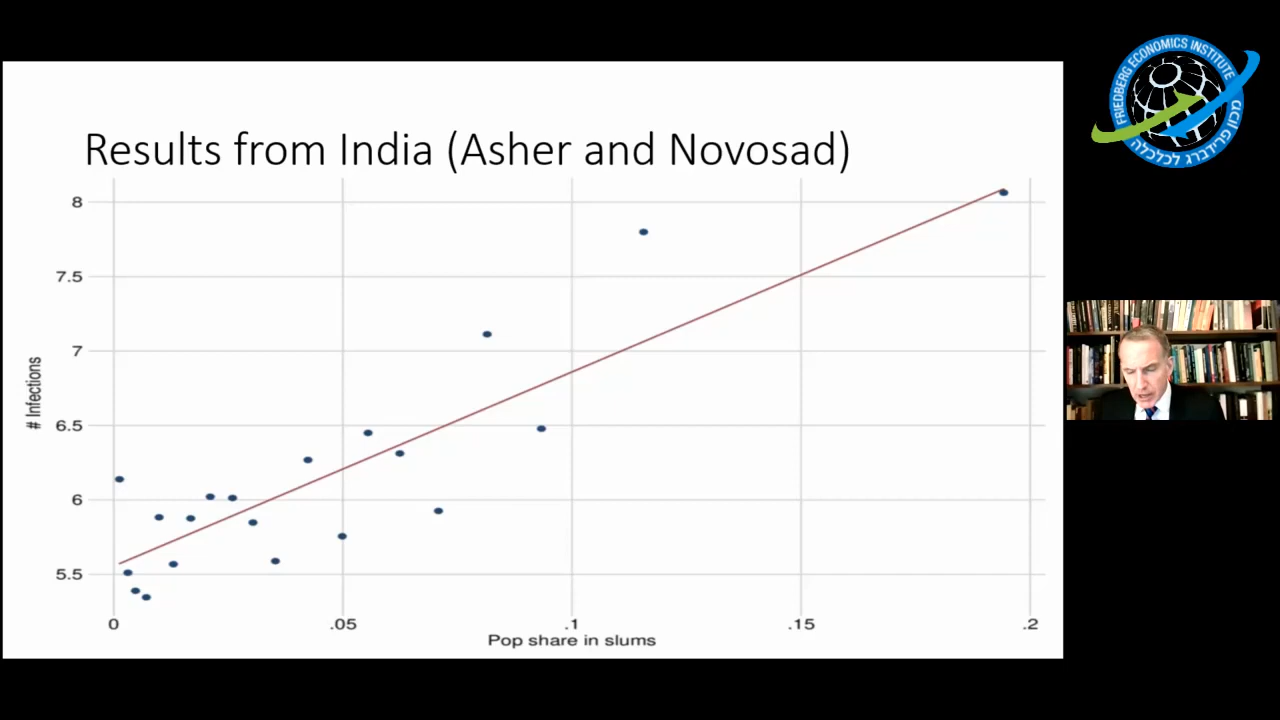 Results from India (Asher and Novosad)
8
7.5
7
6.5
6
5.5
# Infections
0
.05
.1
.15
.2
Pop share in slums
FRIEDBERG ECONOMICS INSTITUTE
מכון פרידברג לכלכלה